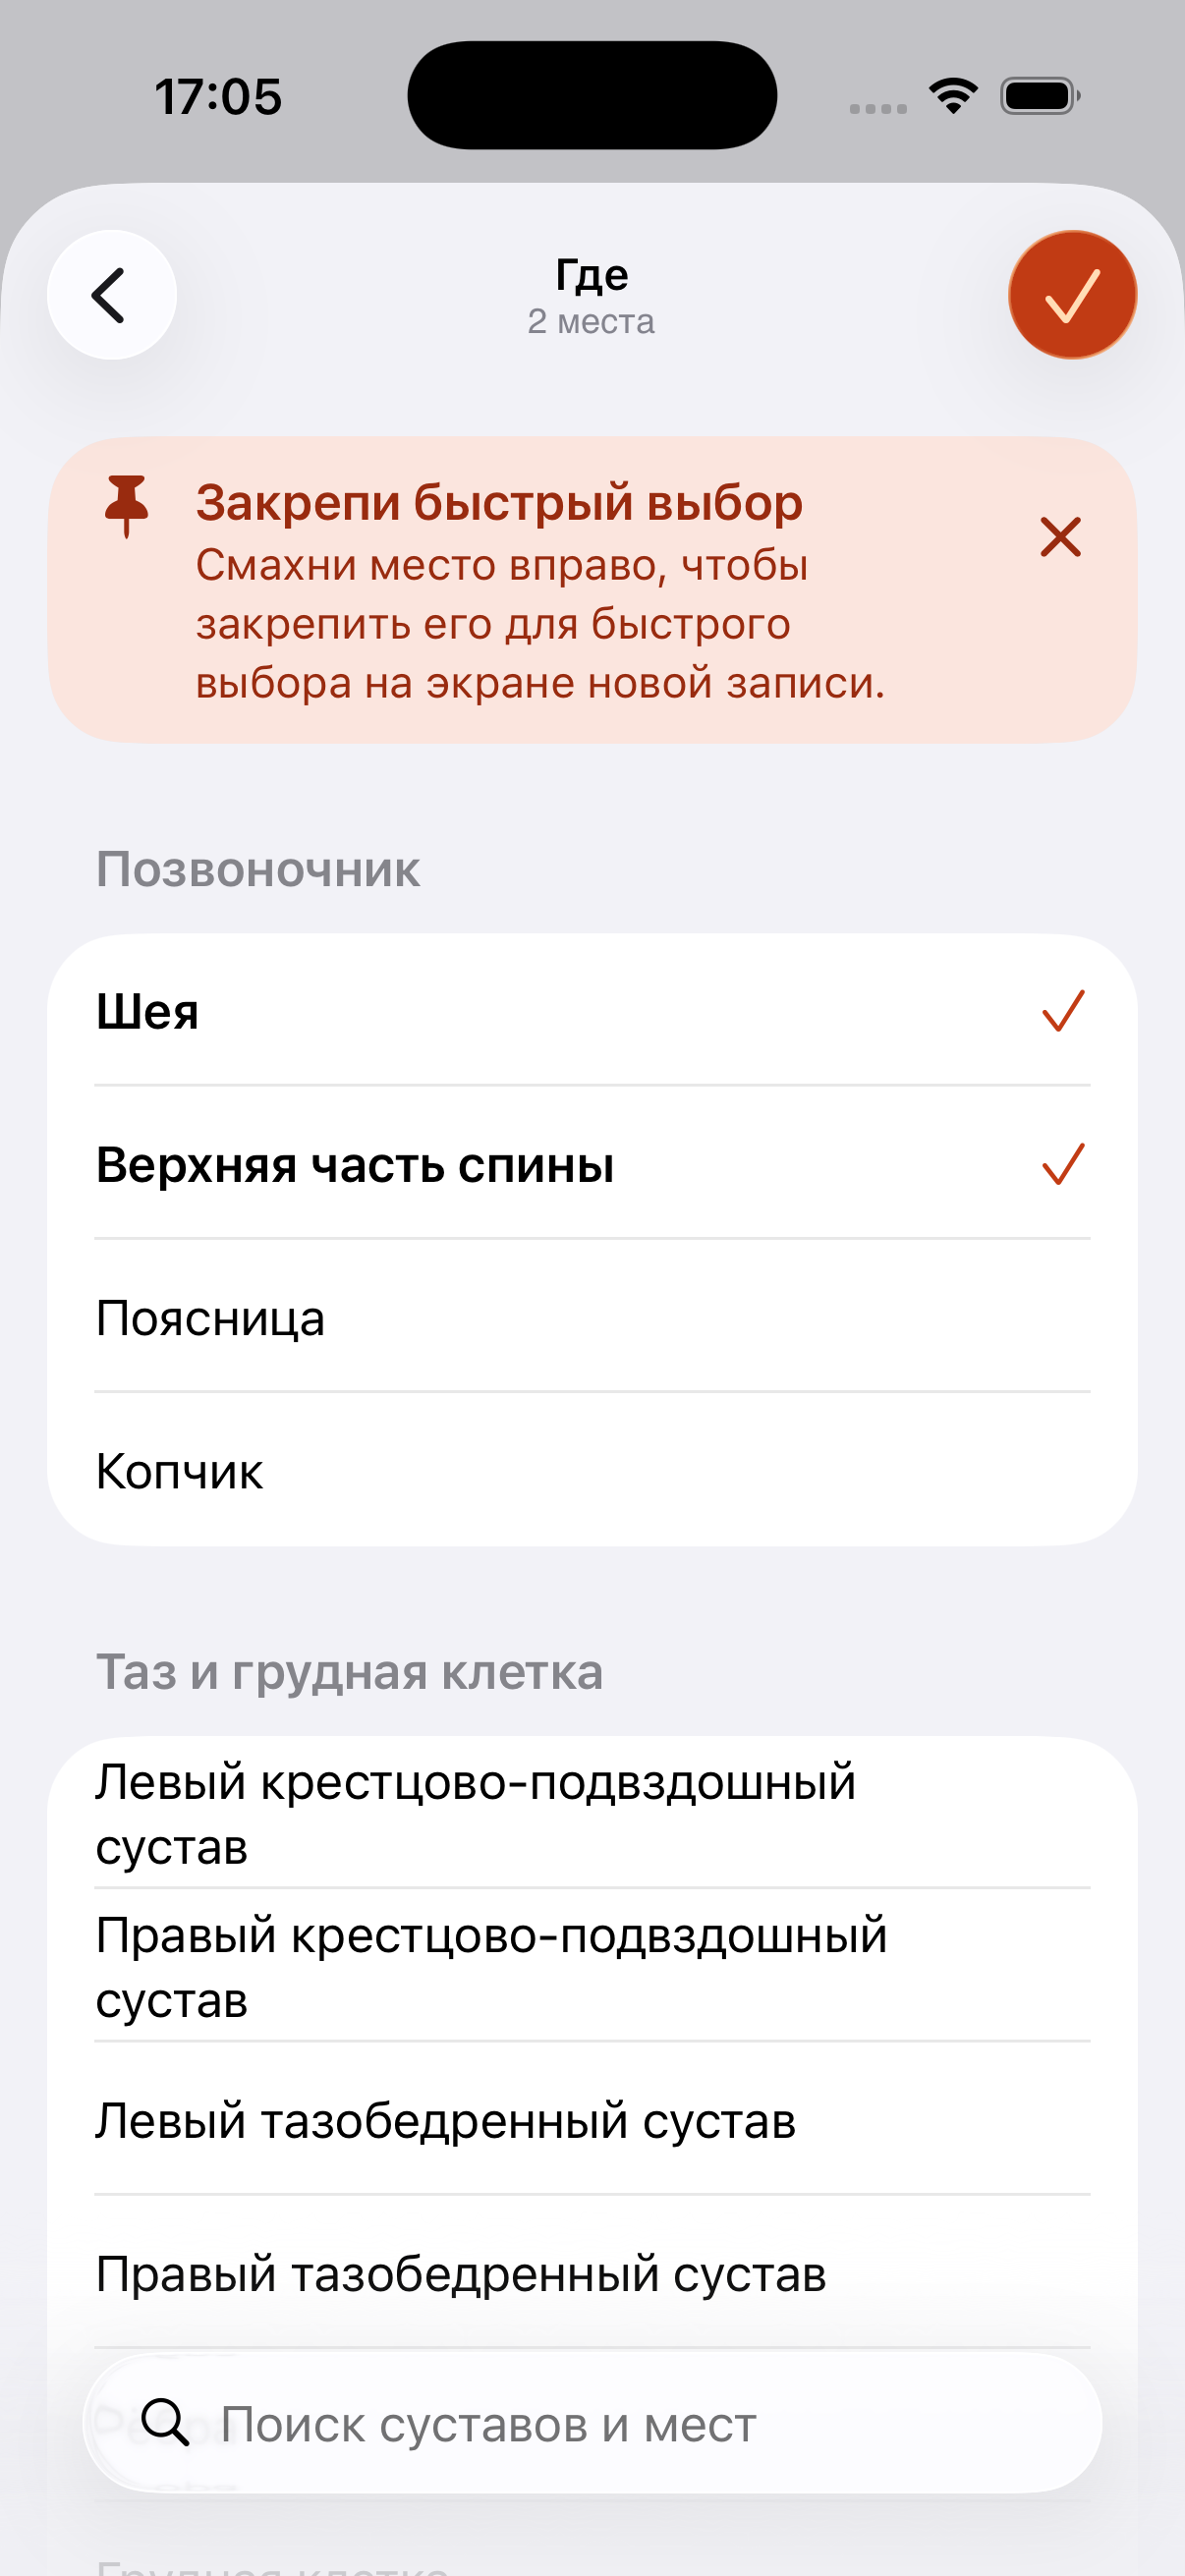 17:05
Где
2 места
Закрепи быстрый выбор
Смахни место вправо, чтобы
закрепить его для быстрого
выбора на экране новой записи.
Позвоночник
Шея
Верхняя часть спины
Поясница
Копчик
Таз и грудная клетка
Левый крестцово-подвздошный
сустав
Правый крестцово-подвздошный
сустав
Левый тазобедренный сустав
Правый тазобедренный сустав
Поиск суставов и мест
Грудная клетка